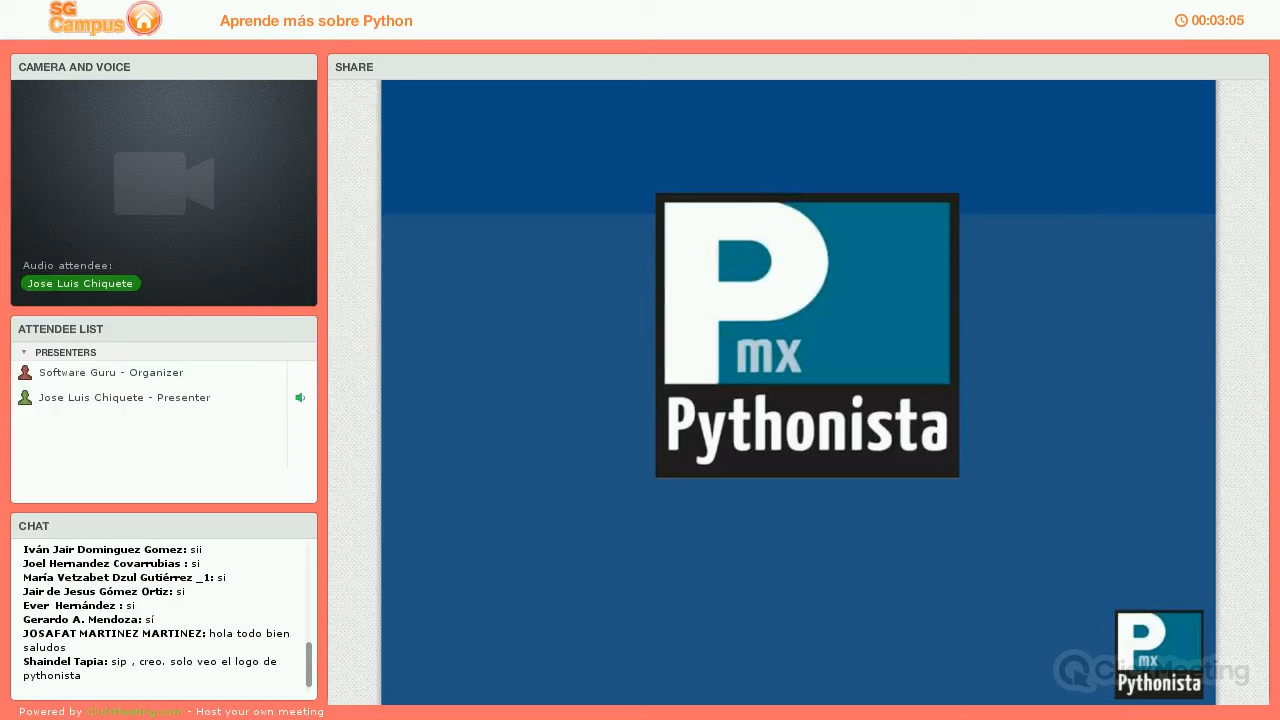 SG
Campus
Aprende más sobre Python
00:03:05
CAMERA AND VOICE
Audio attendee:
Jose Luis Chiquete
ATTENDEE LIST
PRESENTERS
Software Guru - Organizer
Jose Luis Chiquete - Presenter
CHAT
Iván Jair Dominguez Gomez: sii
Joel Hernandez Covarrubias : si
María Vetzabet Dzul Gutiérrez _1: si
Jair de Jesus Gómez Ortiz: si
Ever Hernández : si
Gerardo A. Mendoza: sí
JOSAFAT MARTINEZ MARTINEZ: hola todo bien
saludos
Shaindel Tapia: sip , creo. solo veo el logo de
pythonista
Powered by ClickMeeting.com - Host your own meeting
SHARE
P
mx
Pythonista
P
mx
ClickMeeting
Pythonista